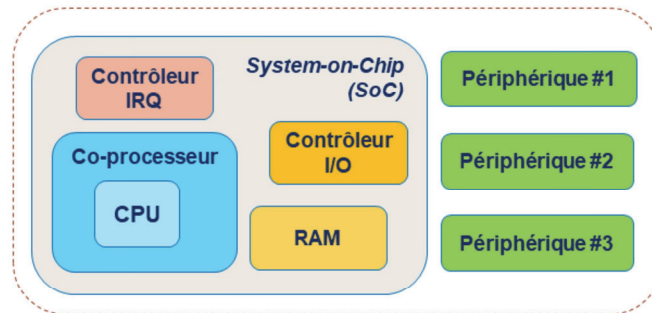 Contrôleur
IRQ
System-on-Chip
(SoC)
Co-processeur
CPU
Contrôleur
I/O
RAM
Périphérique #1
Périphérique #2
Périphérique #3